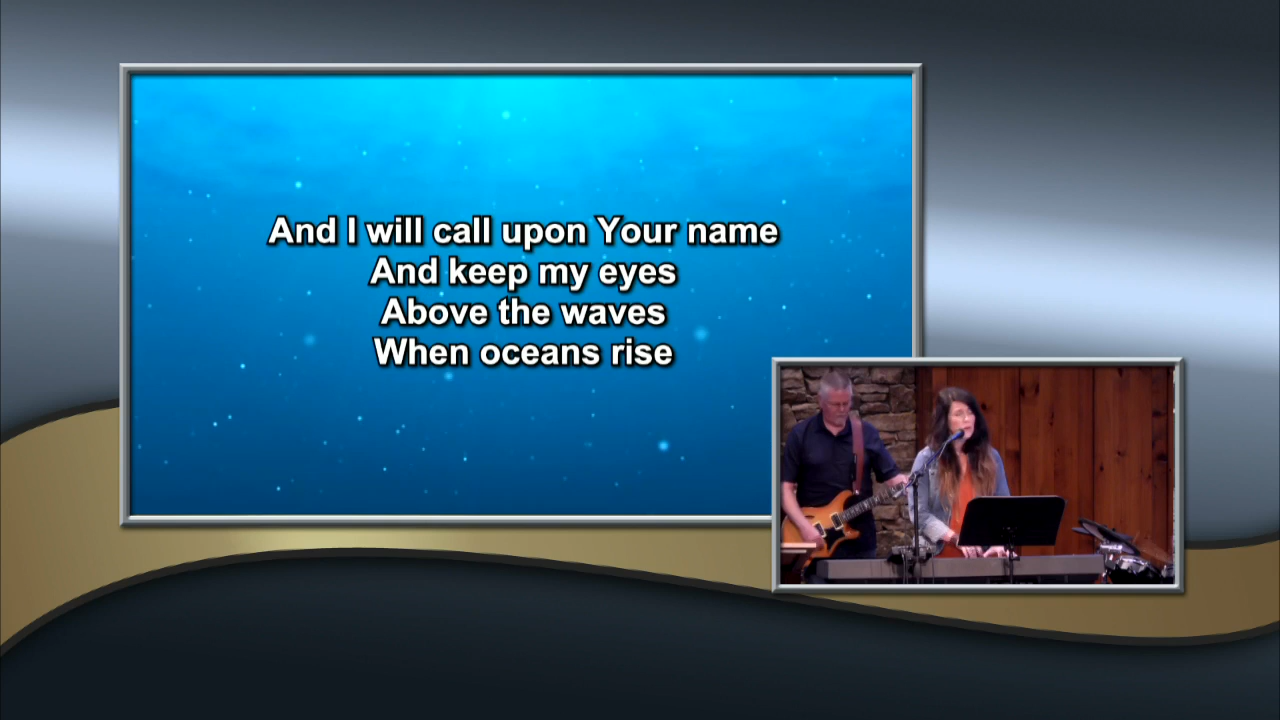 And I will call upon Your name
And keep my eyes
Above the waves
When oceans rise